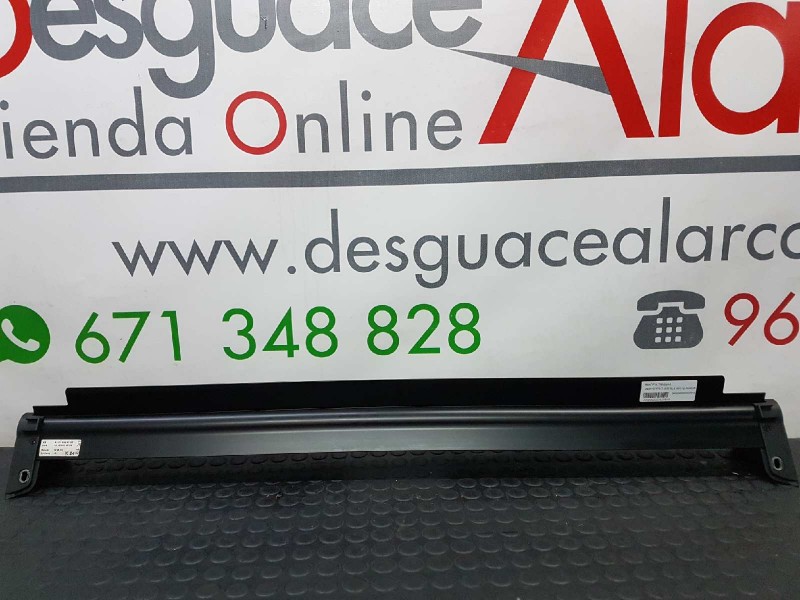 Desguace Ala
ienda Online
www.desguacealarco
671 348 828
96